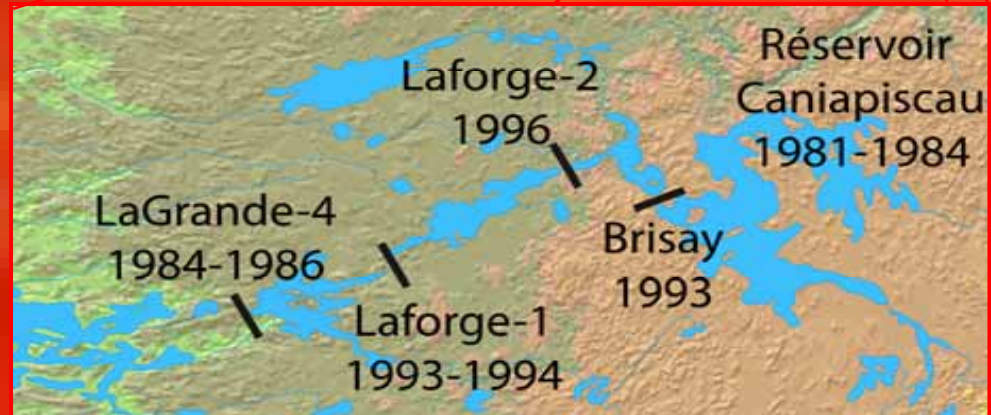 Réservoir
Caniapiscau
1981-1984
Laforge-2
1996
LaGrande-4
1984-1986
Brisay
1993
Laforge-1
1993-1994